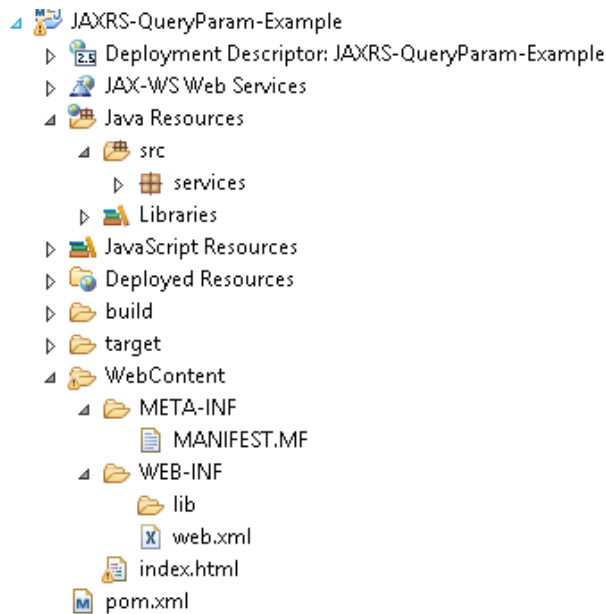 JAXRS-QueryParam-Example
Deployment Descriptor: JAXRS-QueryParam-Example
JAX-WS Web Services
Java Resources
src
services
Libraries
JavaScript Resources
Deployed Resources
build
target
WebContent
META-INF
MANIFEST.MF
WEB-INF
lib
web.xml
index.html
pom.xml